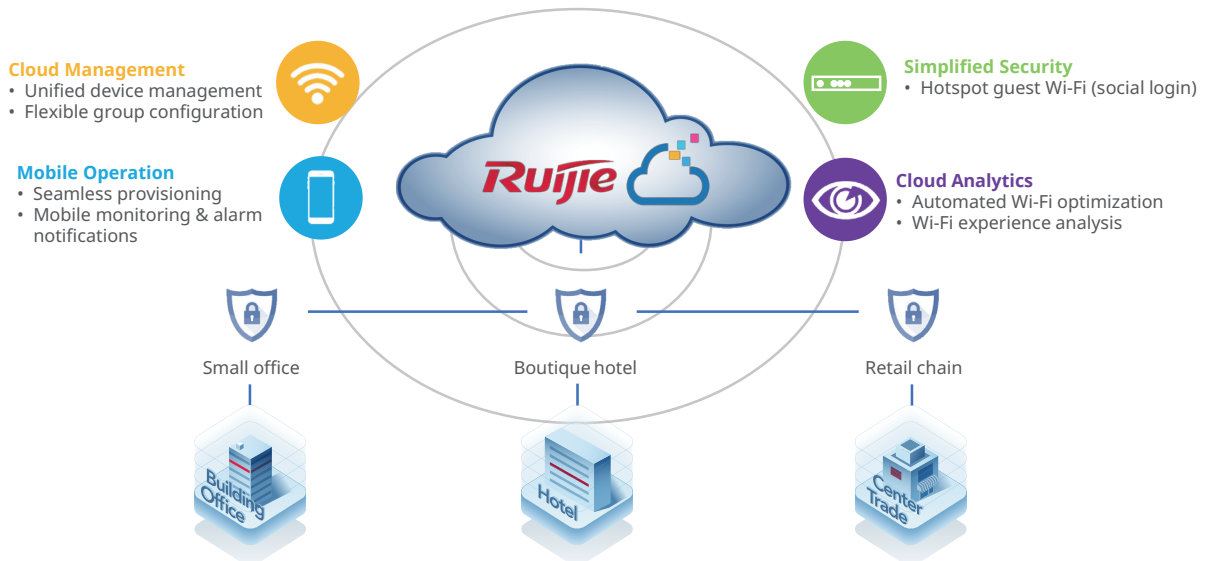 Cloud Management
• Unified device management
• Flexible group configuration
Mobile Operation
• Seamless provisioning
• Mobile monitoring & alarm
notifications
Ruijie
Simplified Security
• Hotspot guest Wi-Fi (social login)
Cloud Analytics
• Automated Wi-Fi optimization
• Wi-Fi experience analysis
Small office
Boutique hotel
Retail chain
Building
Office
Hotel
Center
Trade